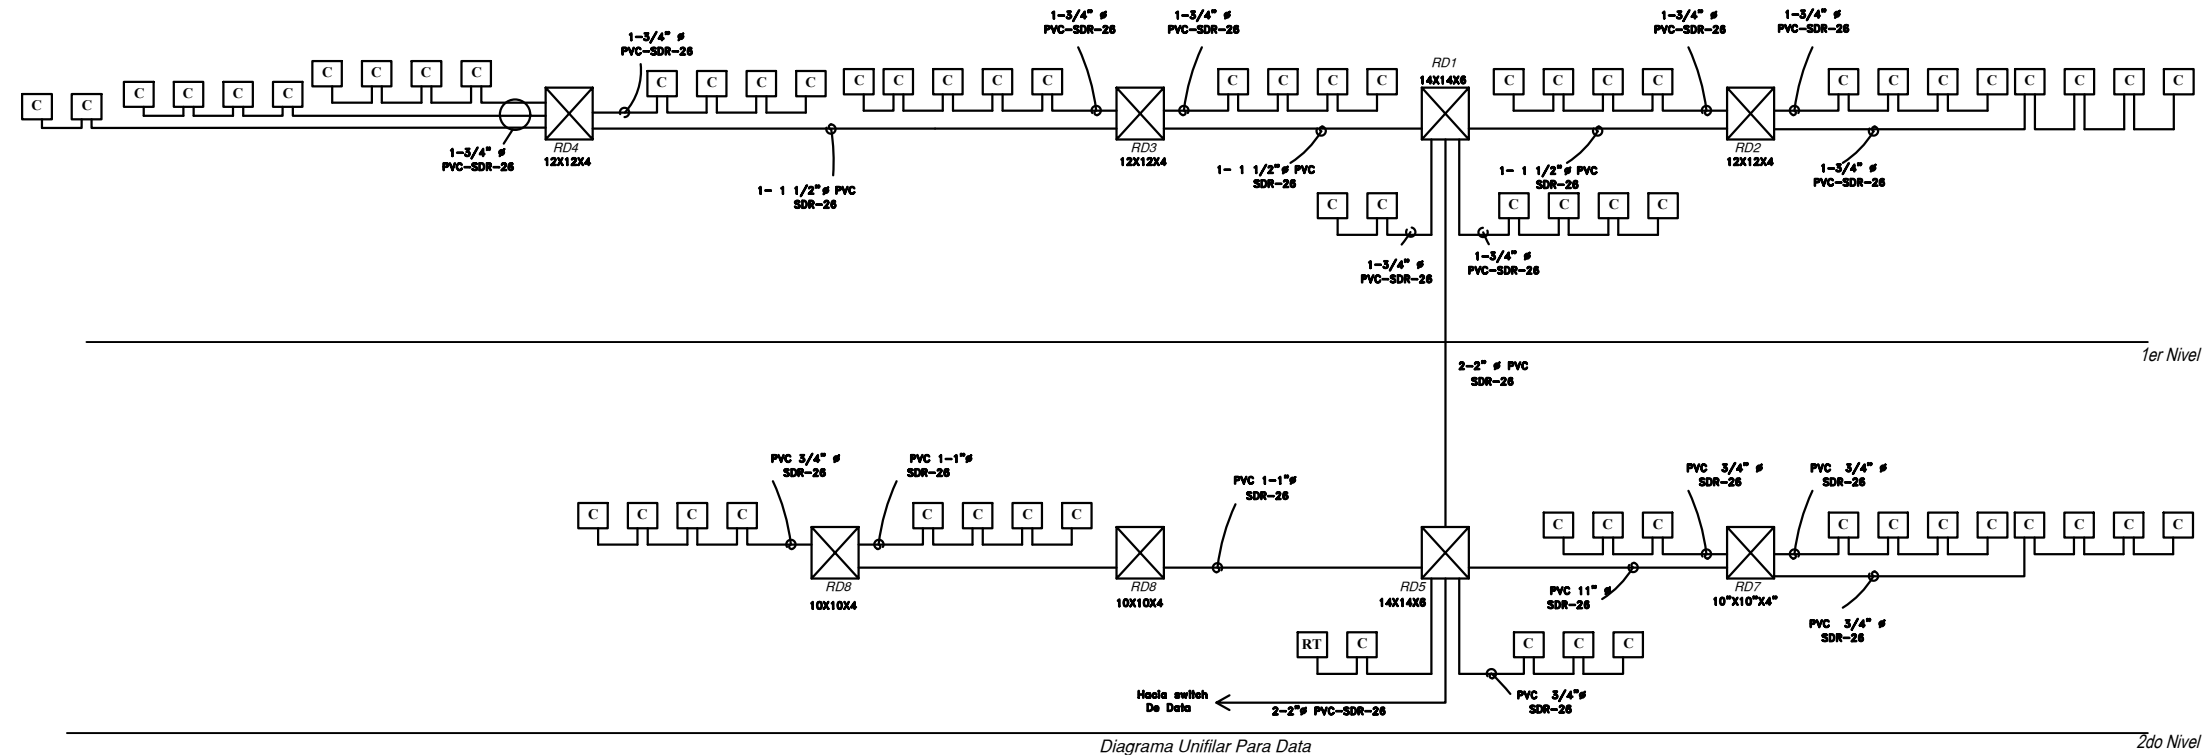 1-3/4" ø
PVC-SDR-26
1-3/4" ø
PVC-SDR-26
1-3/4" ø
PVC-SDR-26
1-3/4" ø
PVC-SDR-26
1-3/4" ø
PVC-SDR-26
RD1
14X14X6
C C C C C C C C C C
C C C C
C C C C C
C C C C
C C C C
C C C C C C C C
RD4
12X12X4
RD3
12X12X4
RD2
12X12X4
1-3/4" ø
PVC-SDR-26
1- 1 1/2"ø PVC
SDR-26
1- 1 1/2"ø PVC
SDR-26
1- 1 1/2"ø PVC
SDR-26
1-3/4" ø
PVC-SDR-26
C C
C C C C
1-3/4" ø
PVC-SDR-26
1-3/4" ø
PVC-SDR-26
1er Nivel
2-2" ø PVC
SDR-26
PVC 3/4" ø
SDR-26
PVC 1-1"ø
SDR-26
PVC 1-1"ø
SDR-26
PVC 3/4" ø
SDR-26
PVC 3/4" ø
SDR-26
C C C C
C C C C
C C C
C C C C C C C C
RD8
10X10X4
RD8
10X10X4
RD5
14X14X6
PVC 11" ø
SDR-26
RD7
10"X10"X4"
PVC 3/4" ø
SDR-26
RT C
C C C
PVC 3/4"ø
SDR-26
Hacia switch
De Data
2-2"ø PVC-SDR-26
2do Nivel
Diagrama Unifilar Para Data